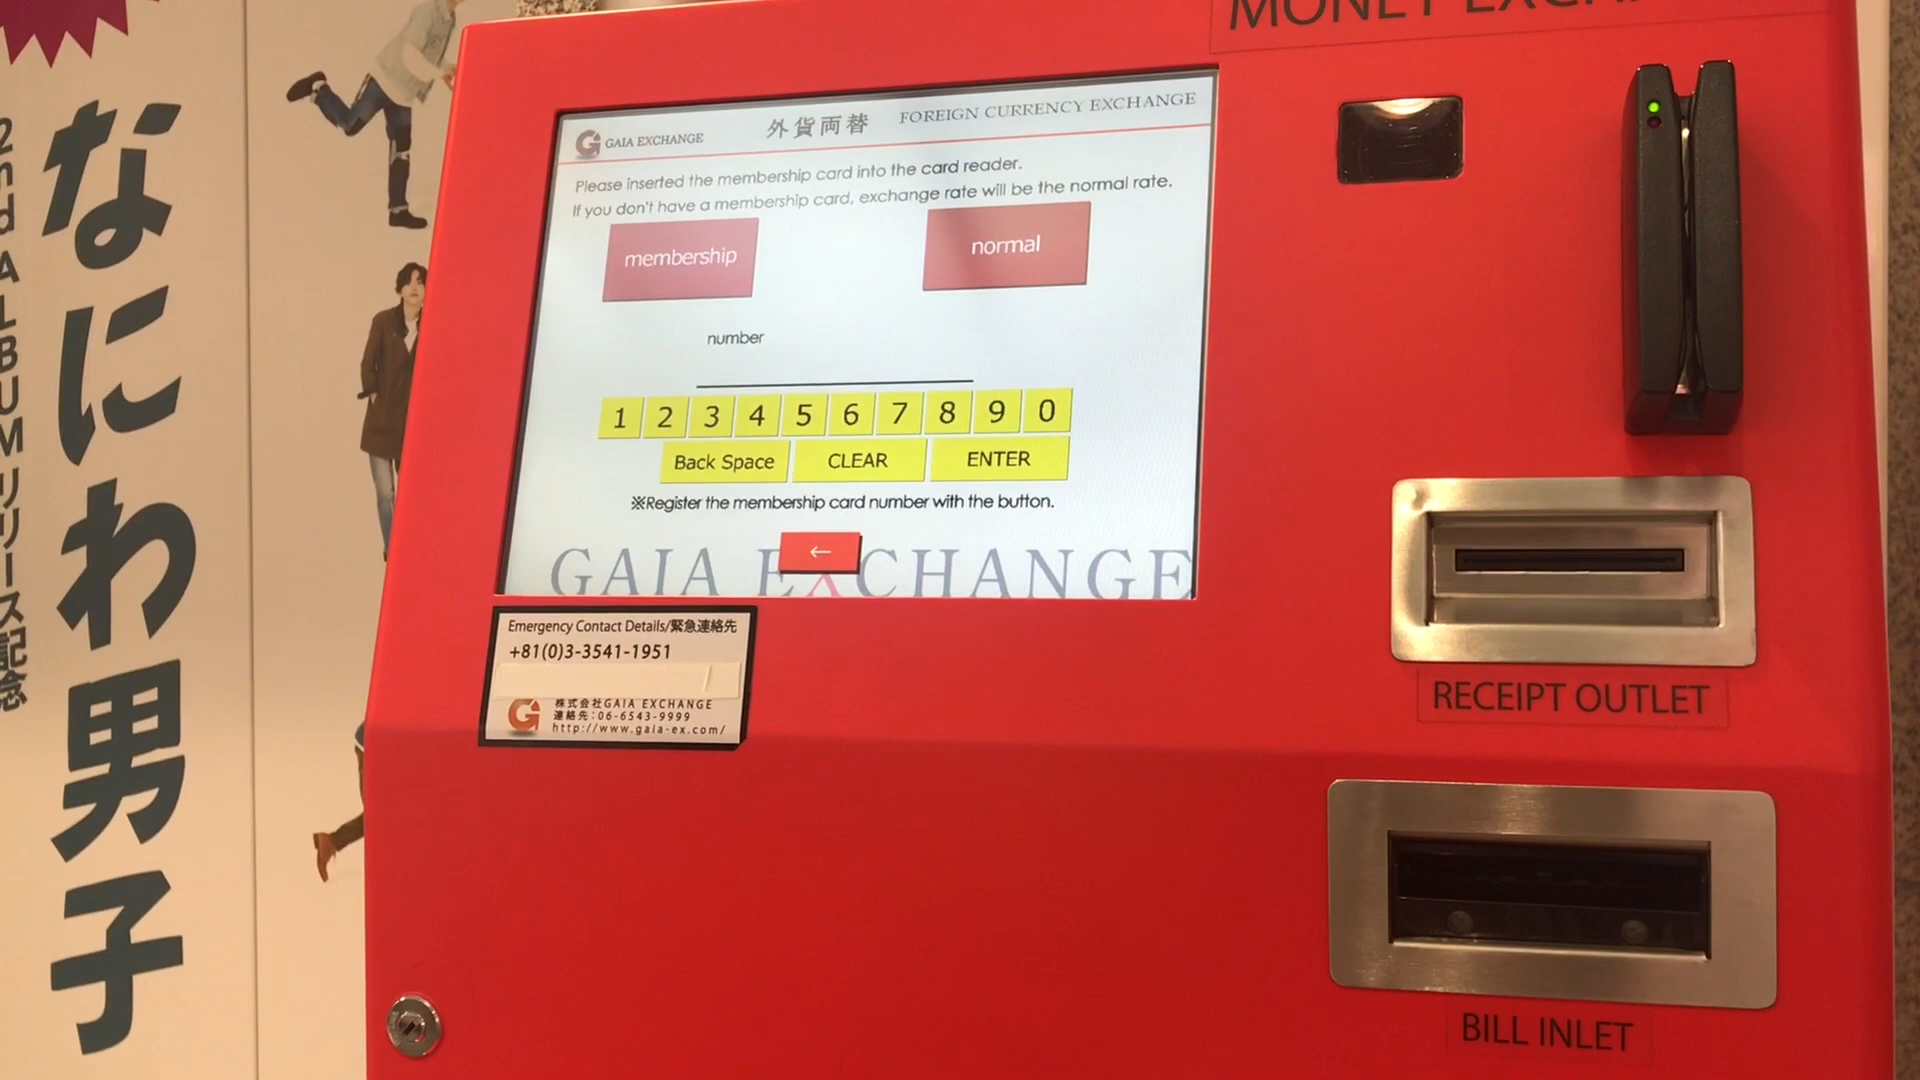 なにわ男子
2nd ALBUMリリース記念
MONEY
GAIA EXCHANGE
外貨両替
FOREIGN CURRENCY EXCHANGE
Please inserted the membership card into the card reader.
If you don't have a membership card, exchange rate will be the normal rate.
membership
normal
number
1 2 3 4 5 6 7 8 9 0
Back Space CLEAR ENTER
※Register the membership card number with the button.
←
GAIA EXCHANGE
Emergency Contact Details/緊急連絡先
+81(0)3-3541-1951
株式会社GAIA EXCHANGE
連絡先:06-6543-9999
http://www.gaia-ex.com/
RECEIPT OUTLET
BILL INLET